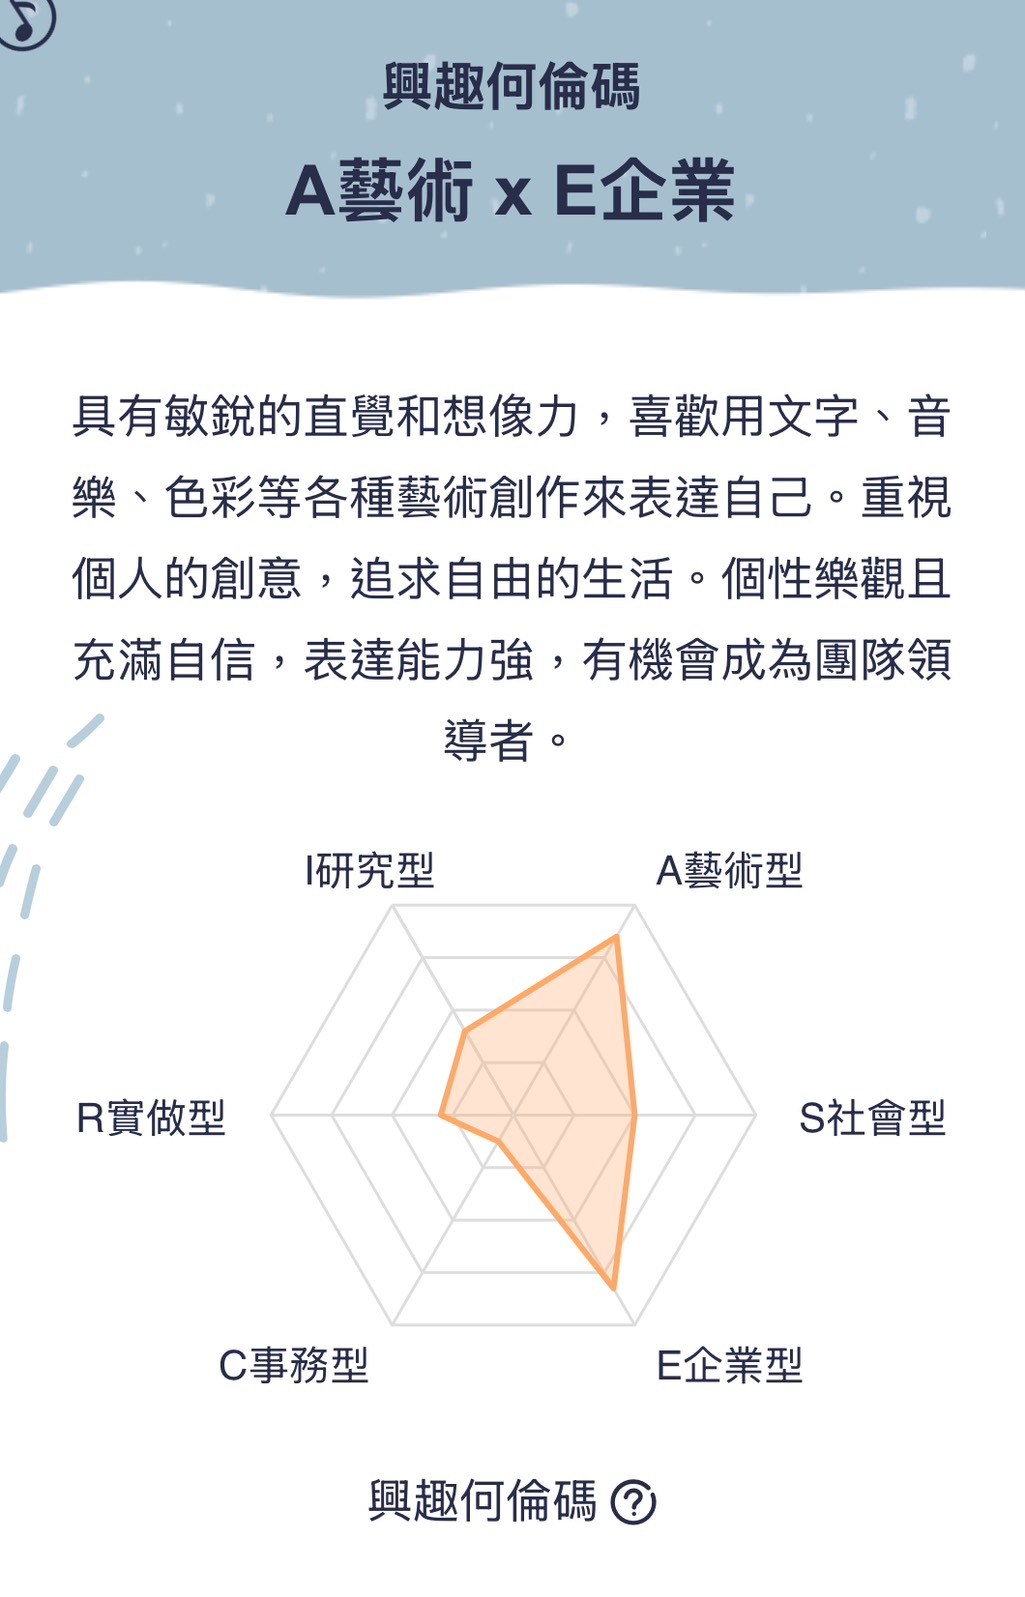 興趣何倫碼
A藝術 x E企業
具有敏銳的直覺和想像力，喜歡用文字、音
樂、色彩等各種藝術創作來表達自己。重視
個人的創意，追求自由的生活。個性樂觀且
充滿自信，表達能力強，有機會成為團隊領
導者。
I研究型 A藝術型
R實做型 S社會型
C事務型 E企業型
興趣何倫碼 ?